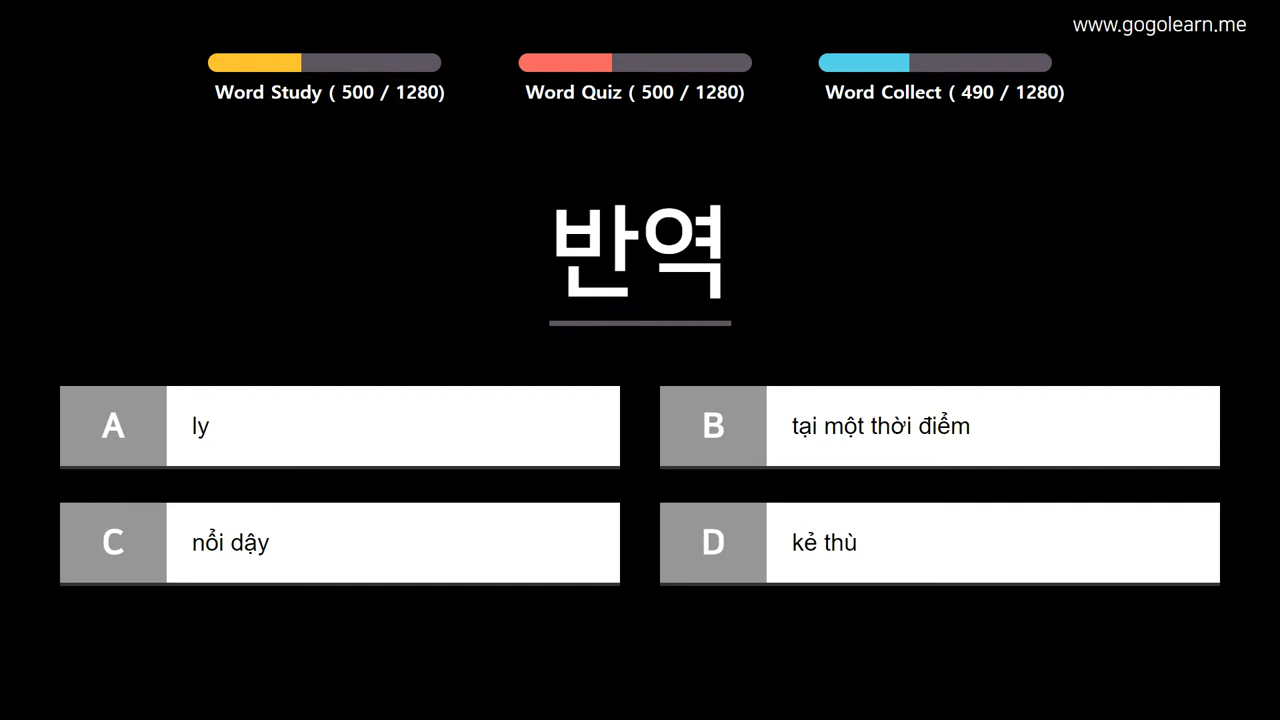 www.gogolearn.me
Word Study ( 500 / 1280)
Word Quiz ( 500 / 1280)
Word Collect ( 490 / 1280)
반역
A
ly
B
tại một thời điểm
C
nổi dậy
D
kẻ thù